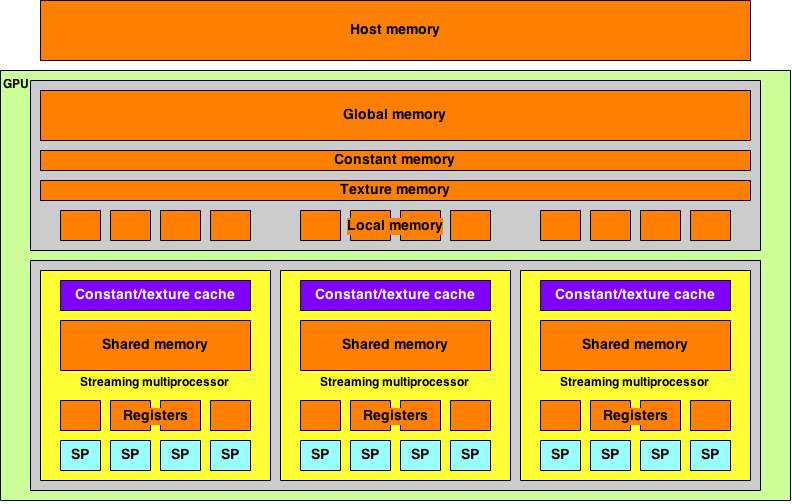 Host memory
GPU
Global memory
Constant memory
Texture memory
Local memory
Constant/texture cache Constant/texture cache Constant/texture cache
Shared memory Shared memory Shared memory
Streaming multiprocessor Streaming multiprocessor Streaming multiprocessor
Registers Registers Registers
SP SP SP SP SP SP SP SP SP SP SP SP